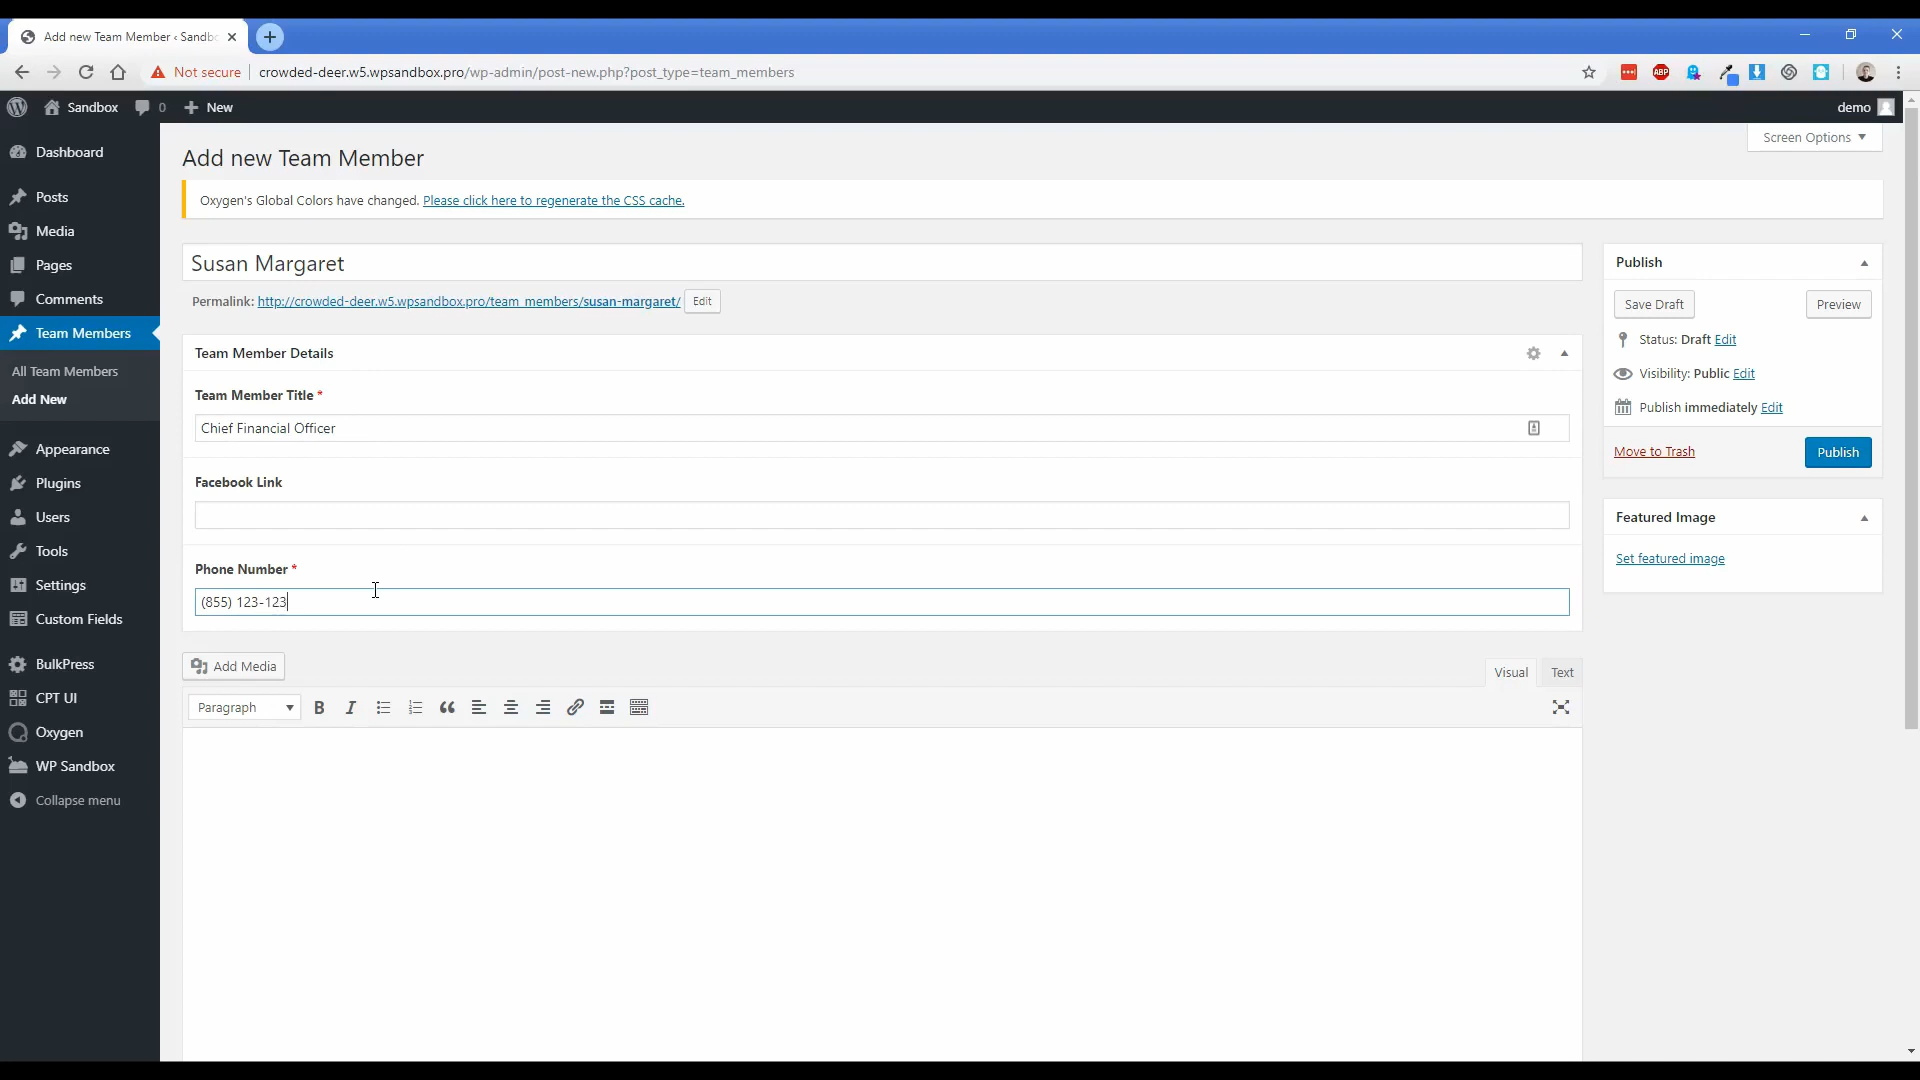 Add new Team Member ‹ Sandb
Not secure
crowded-deer.w5.wpsandbox.pro/wp-admin/post-new.php?post_type=team_members
ABP
Sandbox
0
New
demo
Screen Options
Dashboard
Posts
Media
Pages
Comments
Team Members
All Team Members
Add New
Appearance
Plugins
Users
Tools
Settings
Custom Fields
BulkPress
CPT UI
Oxygen
WP Sandbox
Collapse menu
Add new Team Member
Oxygen's Global Colors have changed. Please click here to regenerate the CSS cache.
Susan Margaret
Permalink: http://crowded-deer.w5.wpsandbox.pro/team_members/susan-margaret/ Edit
Team Member Details
Team Member Title *
Chief Financial Officer
Facebook Link
Phone Number *
(855) 123-123
Add Media
Visual
Text
Paragraph
Publish
Save Draft
Preview
Status: Draft Edit
Visibility: Public Edit
Publish immediately Edit
Move to Trash
Publish
Featured Image
Set featured image